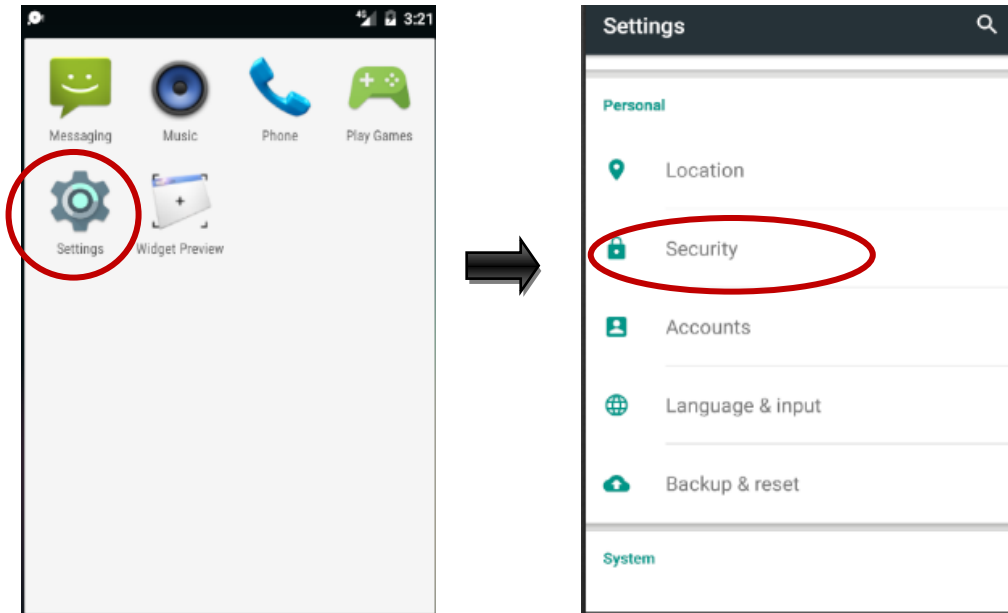 4G 3:21
Messaging Music Phone Play Games
Settings Widget Preview
Settings
Personal
Location
Security
Accounts
Language & input
Backup & reset
System